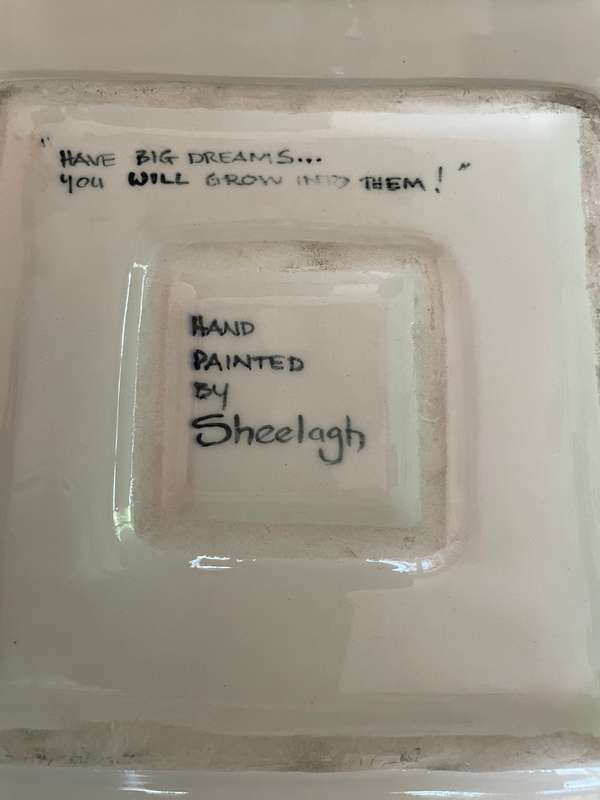 "HAVE BIG DREAMS...
YOU WILL GROW INTO THEM!"
HAND
PAINTED
BY
Sheelagh